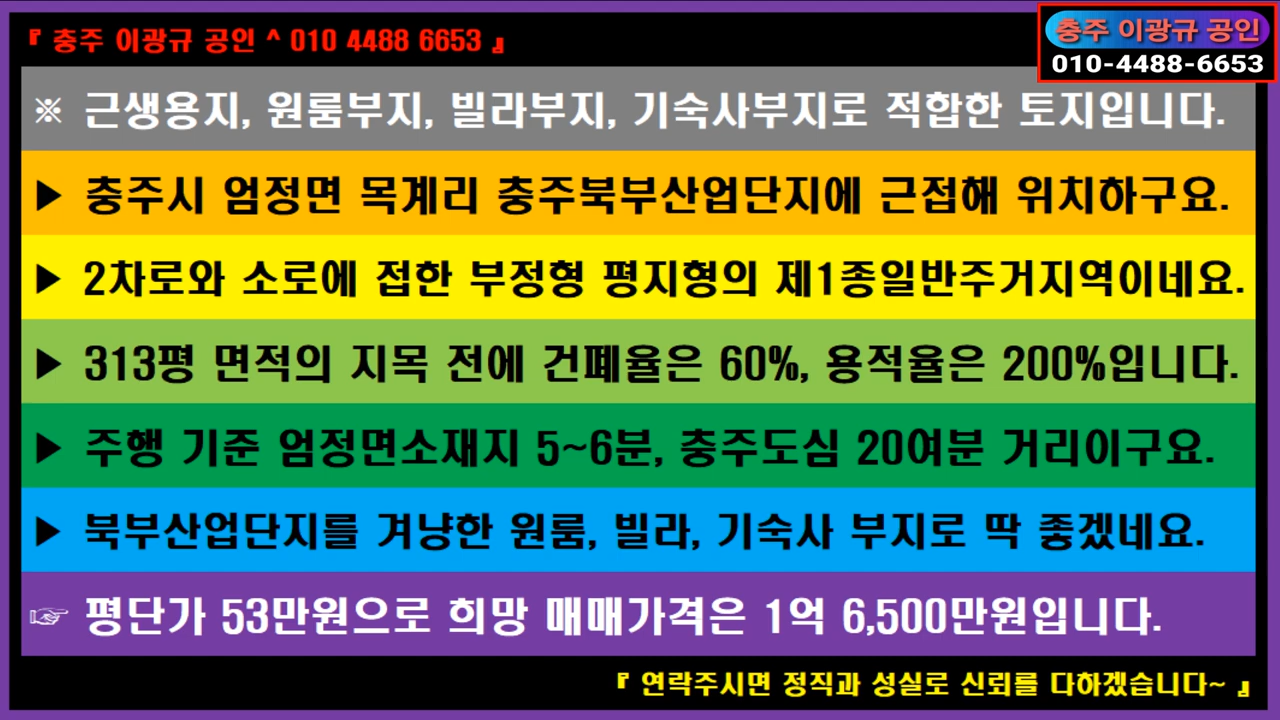 『 충주 이광규 공인 ^ 010 4488 6653 』
충주 이광규 공인
010-4488-6653
※ 근생용지, 원룸부지, 빌라부지, 기숙사부지로 적합한 토지입니다.
▶ 충주시 엄정면 목계리 충주북부산업단지에 근접해 위치하구요.
▶ 2차로와 소로에 접한 부정형 평지형의 제1종일반주거지역이네요.
▶ 313평 면적의 지목 전에 건폐율은 60%, 용적율은 200%입니다.
▶ 주행 기준 엄정면소재지 5~6분, 충주도심 20여분 거리이구요.
▶ 북부산업단지를 겨냥한 원룸, 빌라, 기숙사 부지로 딱 좋겠네요.
☞ 평단가 53만원으로 희망 매매가격은 1억 6,500만원입니다.
『 연락주시면 정직과 성실로 신뢰를 다하겠습니다~ 』